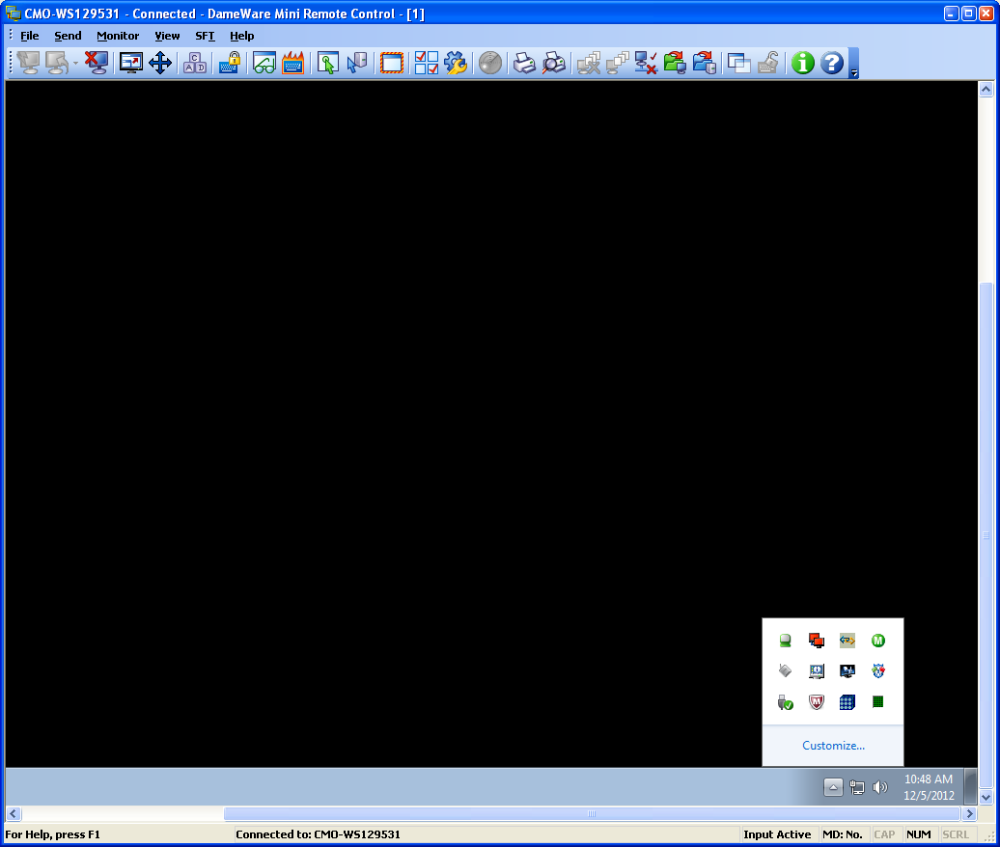 CMO-WS129531 - Connected - DameWare Mini Remote Control - [1]
File Send Monitor View SFT Help
Customize...
10:48 AM
12/5/2012
For Help, press F1 Connected to: CMO-WS129531 Input Active MD: No. CAP NUM SCRL